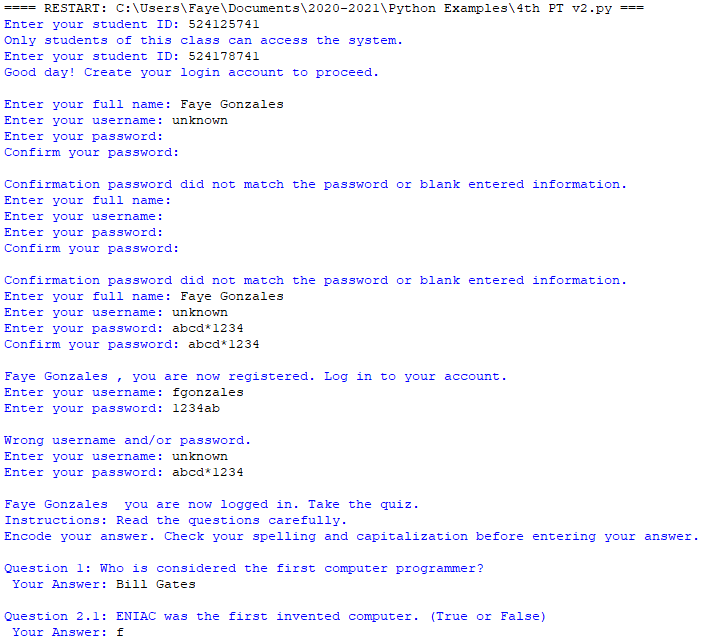 ==== RESTART: C:\Users\Faye\Documents\2020-2021\Python Examples\4th PT v2.py ===
Enter your student ID: 524125741
Only students of this class can access the system.
Enter your student ID: 524178741
Good day! Create your login account to proceed.
Enter your full name: Faye Gonzales
Enter your username: unknown
Enter your password:
Confirm your password:
Confirmation password did not match the password or blank entered information.
Enter your full name:
Enter your username:
Enter your password:
Confirm your password:
Confirmation password did not match the password or blank entered information.
Enter your full name: Faye Gonzales
Enter your username: unknown
Enter your password: abcd*1234
Confirm your password: abcd*1234
Faye Gonzales , you are now registered. Log in to your account.
Enter your username: fgonzales
Enter your password: 1234ab
Wrong username and/or password.
Enter your username: unknown
Enter your password: abcd*1234
Faye Gonzales  you are now logged in. Take the quiz.
Instructions: Read the questions carefully.
Encode your answer. Check your spelling and capitalization before entering your answer.
Question 1: Who is considered the first computer programmer?
 Your Answer: Bill Gates
Question 2.1: ENIAC was the first invented computer. (True or False)
 Your Answer: f